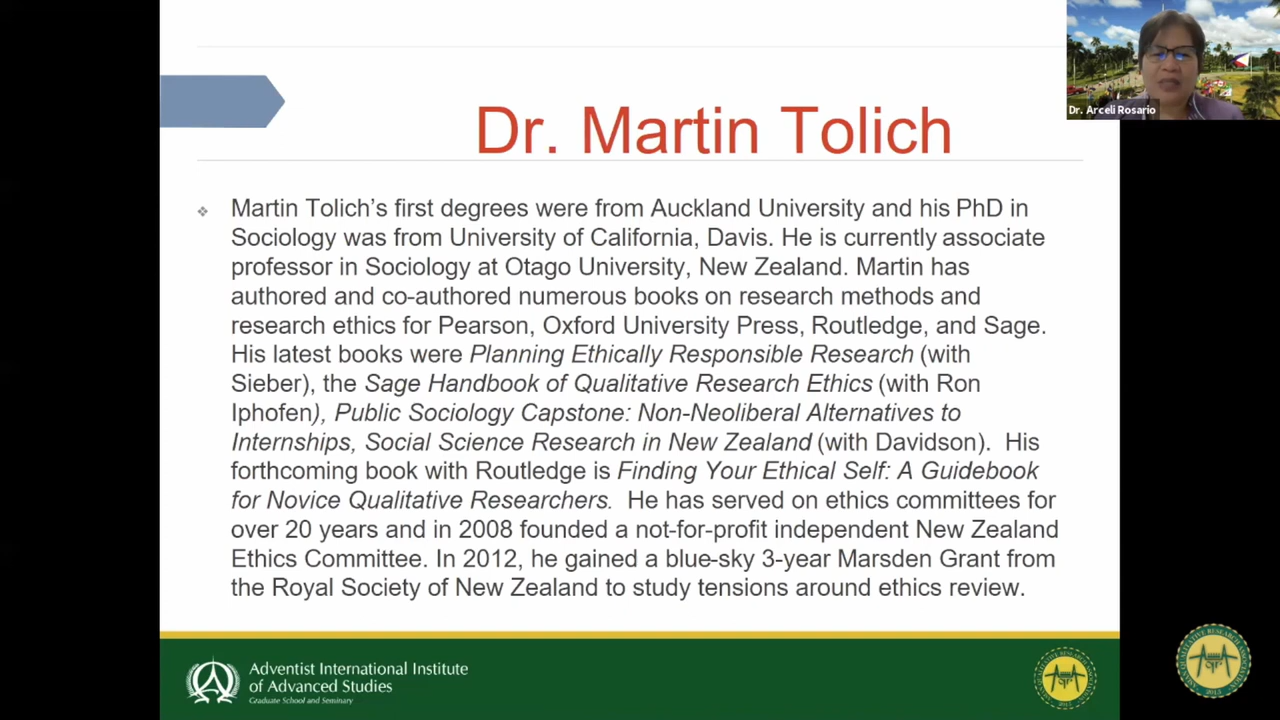 Dr. Arceli Rosario
Dr. Martin Tolich
Martin Tolich’s first degrees were from Auckland University and his PhD in
Sociology was from University of California, Davis. He is currently associate
professor in Sociology at Otago University, New Zealand. Martin has
authored and co-authored numerous books on research methods and
research ethics for Pearson, Oxford University Press, Routledge, and Sage.
His latest books were Planning Ethically Responsible Research (with
Sieber), the Sage Handbook of Qualitative Research Ethics (with Ron
Iphofen), Public Sociology Capstone: Non-Neoliberal Alternatives to
Internships, Social Science Research in New Zealand (with Davidson).  His
forthcoming book with Routledge is Finding Your Ethical Self: A Guidebook
for Novice Qualitative Researchers.  He has served on ethics committees for
over 20 years and in 2008 founded a not-for-profit independent New Zealand
Ethics Committee. In 2012, he gained a blue-sky 3-year Marsden Grant from
the Royal Society of New Zealand to study tensions around ethics review.
Adventist International Institute
of Advanced Studies
Graduate School and Seminary